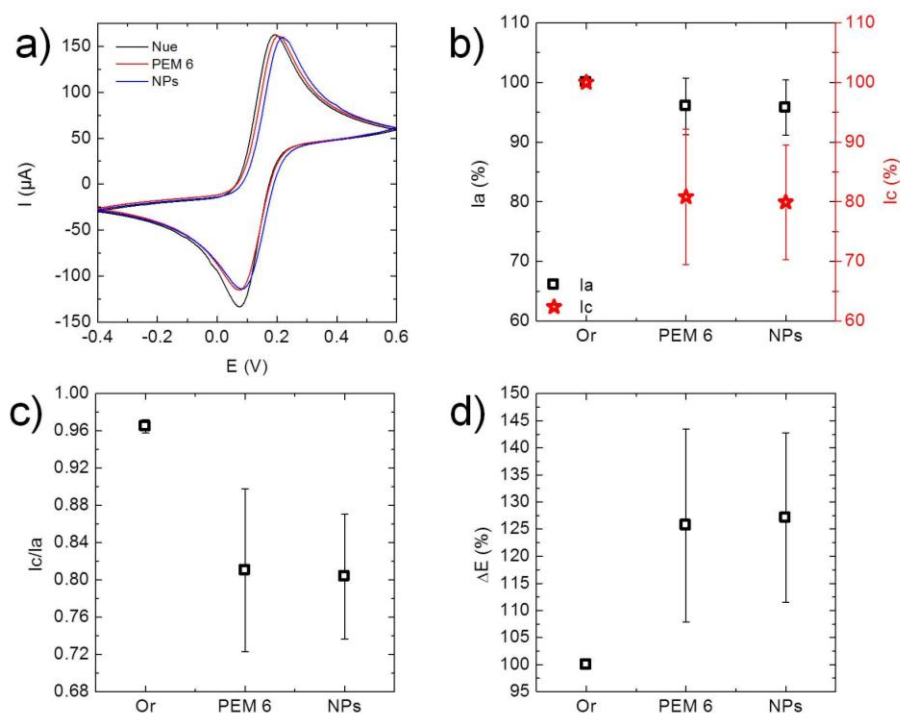 a)
Nue
PEM 6
NPs
I (µA)
150
100
50
0
-50
-100
-150
-0.4 -0.2 0.0 0.2 0.4 0.6
E (V)
b)
Ia (%)
110
100
90
80
70
60
65
Ia
Ic
Or PEM 6 NPs
110
100
90
80
70
60
Ic (%)
c)
Ic/Ia
1.00
0.96
0.92
0.88
0.84
0.80
0.76
0.72
0.68
Or PEM 6 NPs
d)
ΔE (%)
150
145
140
135
130
125
120
115
110
105
100
95
Or PEM 6 NPs